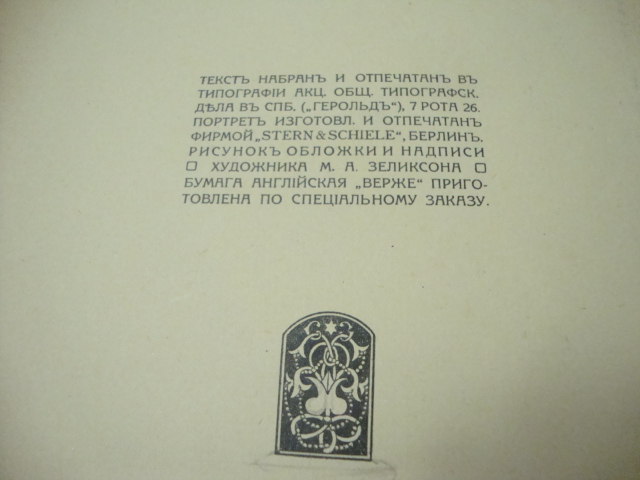 ТЕКСТЪ НАБРАНЪ И ОТПЕЧАТАНЪ ВЪ
ТИПОГРАФІИ АКЦ. ОБЩ. ТИПОГРАФСК.
ДѢЛА ВЪ СПБ. („ГЕРОЛЬДЪ“), 7 РОТА 26.
ПОРТРЕТЪ ИЗГОТОВЛ. И ОТПЕЧАТАН
ФИРМОЙ „STERN & SCHIELE“, БЕРЛИНЪ.
РИСУНОКЪ ОБЛОЖКИ И НАДПИСИ
ХУДОЖНИКА М. А. ЗЕЛИКСОНА
БУМАГА АНГЛІЙСКАЯ „ВЕРЖЕ“ ПРИГО-
ТОВЛЕНА ПО СПЕЦІАЛЬНОМУ ЗАКАЗУ.